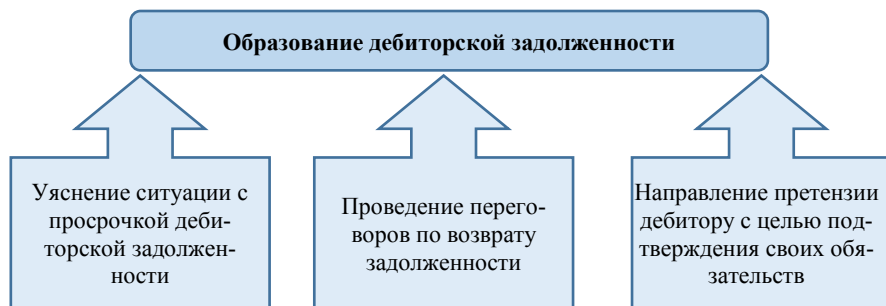 Образование дебиторской задолженности
Уяснение ситуации с
просрочкой деби-
торской задолжен-
ности
Проведение перего-
воров по возврату
задолженности
Направление претензии
дебитору с целью под-
тверждения своих обя-
зательств